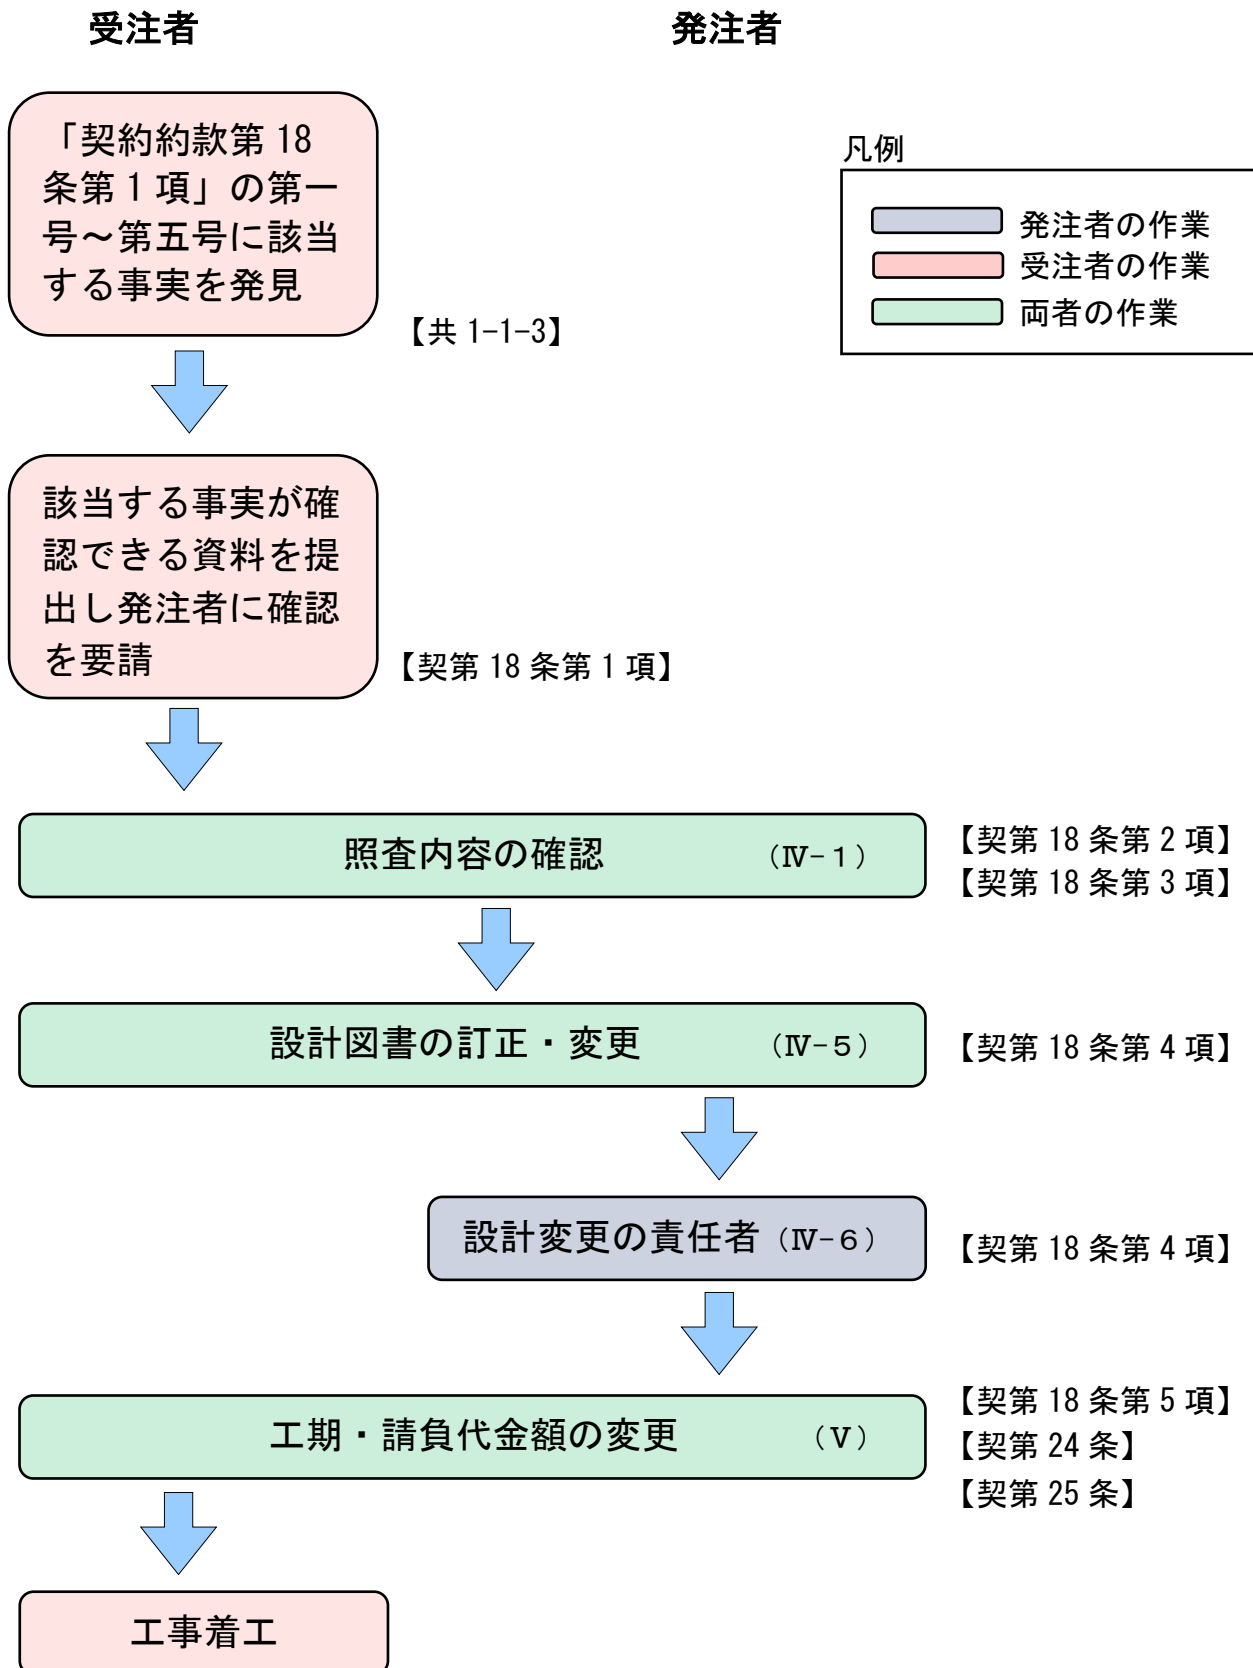 受注者
発注者
「契約約款第 18
条第 1 項」の第一
号～第五号に該当
する事実を発見
【共 1-1-3】
凡例
発注者の作業
受注者の作業
両者の作業
該当する事実が確
認できる資料を提
出し発注者に確認
を要請
【契第 18 条第 1 項】
照査内容の確認 （Ⅳ-１）
【契第 18 条第 2 項】
【契第 18 条第 3 項】
設計図書の訂正・変更 （Ⅳ-５）
【契第 18 条第 4 項】
設計変更の責任者（Ⅳ-６）
【契第 18 条第 4 項】
工期・請負代金額の変更 （Ⅴ）
【契第 18 条第 5 項】
【契第 24 条】
【契第 25 条】
工事着工